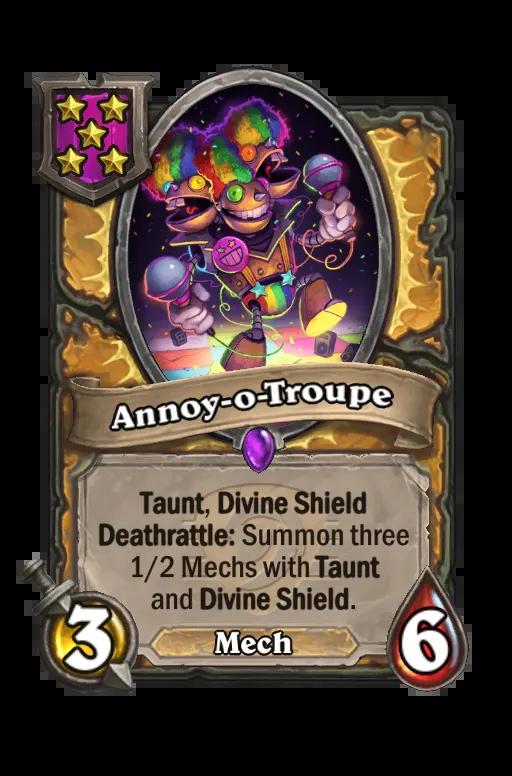 Annoy-o-Troupe
Taunt, Divine Shield
Deathrattle: Summon three
1/2 Mechs with Taunt
and Divine Shield.
3
Mech
6